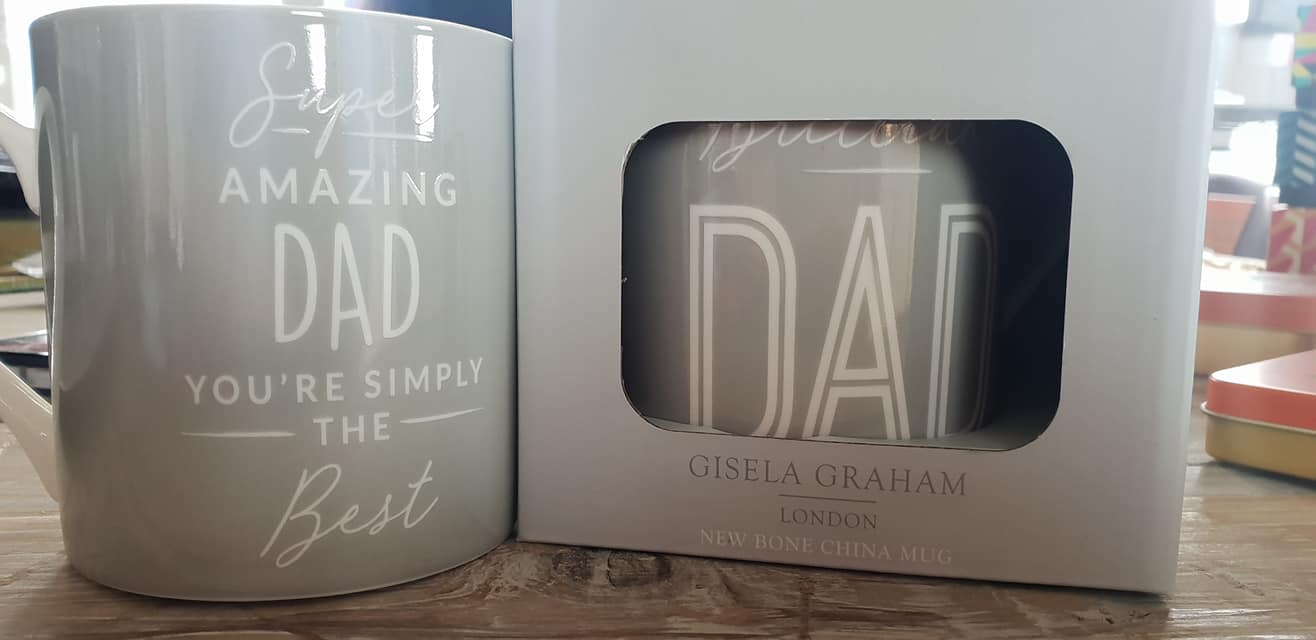 Super
AMAZING
DAD
YOU'RE SIMPLY
THE
Best
DAD
GISELA GRAHAM
LONDON
NEW BONE CHINA MUG